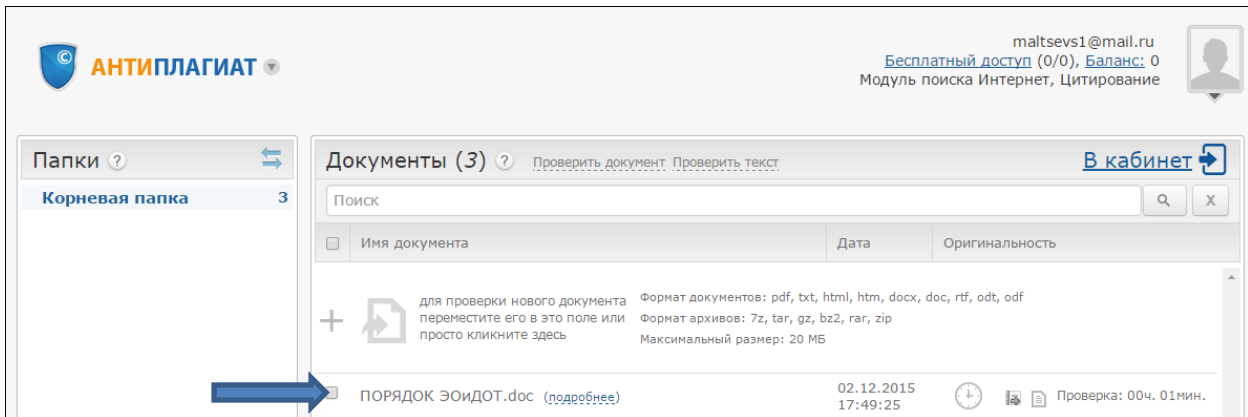 maltsevs1@mail.ru
АНТИПЛАГИАТ
Бесплатный доступ (0/0), Баланс: 0
Модуль поиска Интернет, Цитирование
Папки ?
Документы (3) ? Проверить документ Проверить текст В кабинет
Корневая папка 3
Поиск X
Имя документа Дата Оригинальность
для проверки нового документа
переместите его в это поле или
просто кликните здесь
Формат документов: pdf, txt, html, htm, docx, doc, rtf, odt, odf
Формат архивов: 7z, tar, gz, bz2, rar, zip
Максимальный размер: 20 МБ
ПОРЯДОК ЭОиДОТ.doc (подробнее) 02.12.2015
17:49:25 Проверка: 00ч. 01мин.